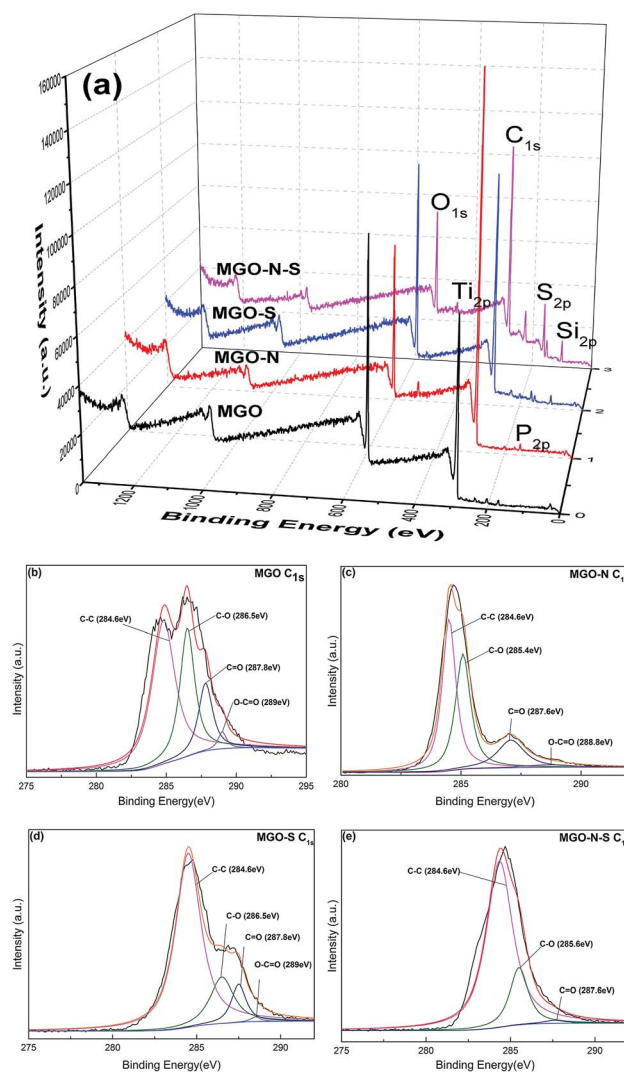 (a)
160000
140000
120000
100000
80000
60000
40000
20000
0
Intensity (a.u.)
MGO-N-S
MGO-S
MGO-N
MGO
O1s
C1s
Ti2p
S2p
Si2p
P2p
3
2
1
0
1200 1000 800 600 400 200 0
Binding Energy (eV)
(b) MGO C1s
C-C (284.6eV)
C-O (286.5eV)
C=O (287.8eV)
O-C=O (289eV)
Intensity (a.u.)
275 280 285 290 295
Binding Energy(eV)
(c) MGO-N C1
C-C (284.6eV)
C-O (285.4eV)
C=O (287.6eV)
O-C=O (288.8eV)
Intensity (a.u.)
280 285 290
Binding Energy(eV)
(d) MGO-S C1s
C-C (284.6eV)
C-O (286.5eV)
C=O (287.8eV)
O-C=O (289eV)
Intensity (a.u.)
275 280 285 290
Binding Energy(eV)
(e) MGO-N-S C1
C-C (284.6eV)
C-O (285.6eV)
C=O (287.6eV)
Intensity (a.u.)
275 280 285 290
Binding Energy(eV)